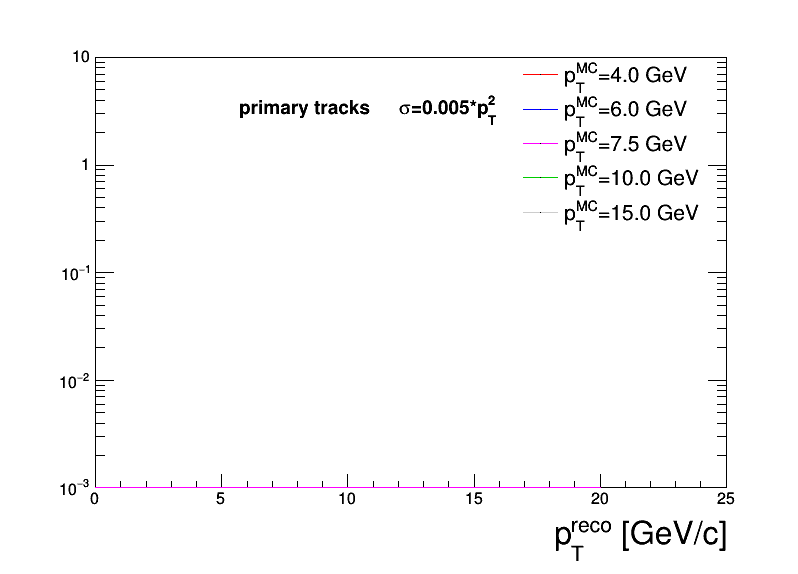 10
p_T^MC=4.0 GeV
primary tracks σ=0.005*p_T^2
p_T^MC=6.0 GeV
p_T^MC=7.5 GeV
1
p_T^MC=10.0 GeV
p_T^MC=15.0 GeV
10^−1
10^−2
10^−3
0 5 10 15 20 25
p_T^reco [GeV/c]